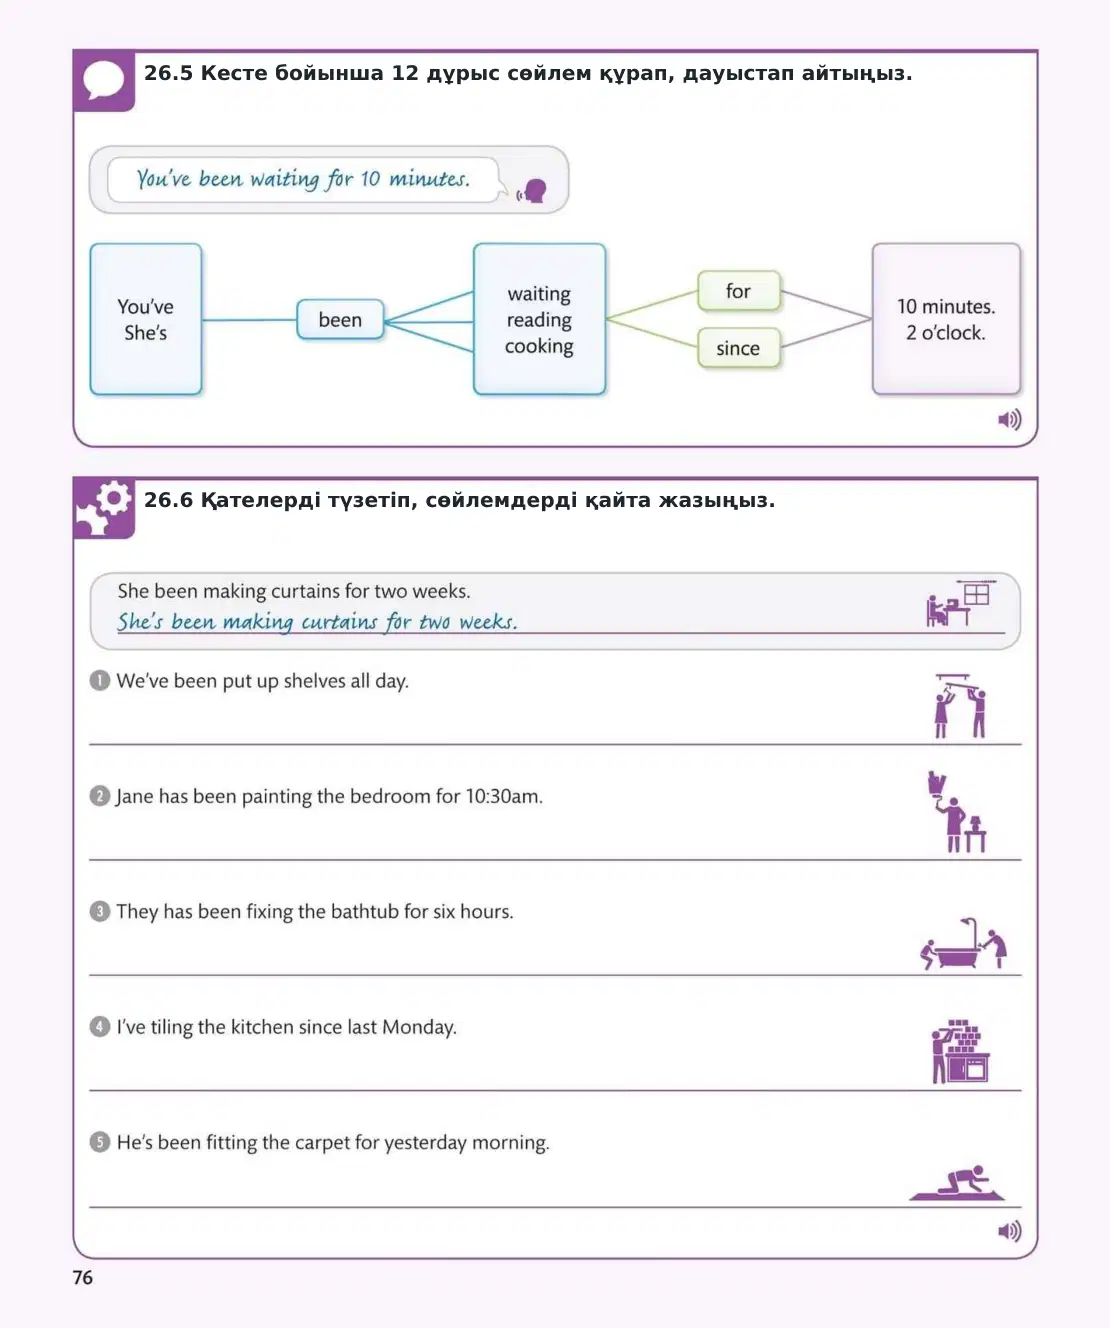 26.5 Кесте бойынша 12 дұрыс сөйлем құрап, дауыстап айтыңыз.
You've been waiting for 10 minutes.
You've
She's
been
waiting
reading
cooking
for
since
10 minutes.
2 o'clock.
26.6 Қателерді түзетіп, сөйлемдерді қайта жазыңыз.
She been making curtains for two weeks.
She's been making curtains for two weeks.
1 We've been put up shelves all day.
2 Jane has been painting the bedroom for 10:30am.
3 They has been fixing the bathtub for six hours.
4 I've tiling the kitchen since last Monday.
5 He's been fitting the carpet for yesterday morning.
76